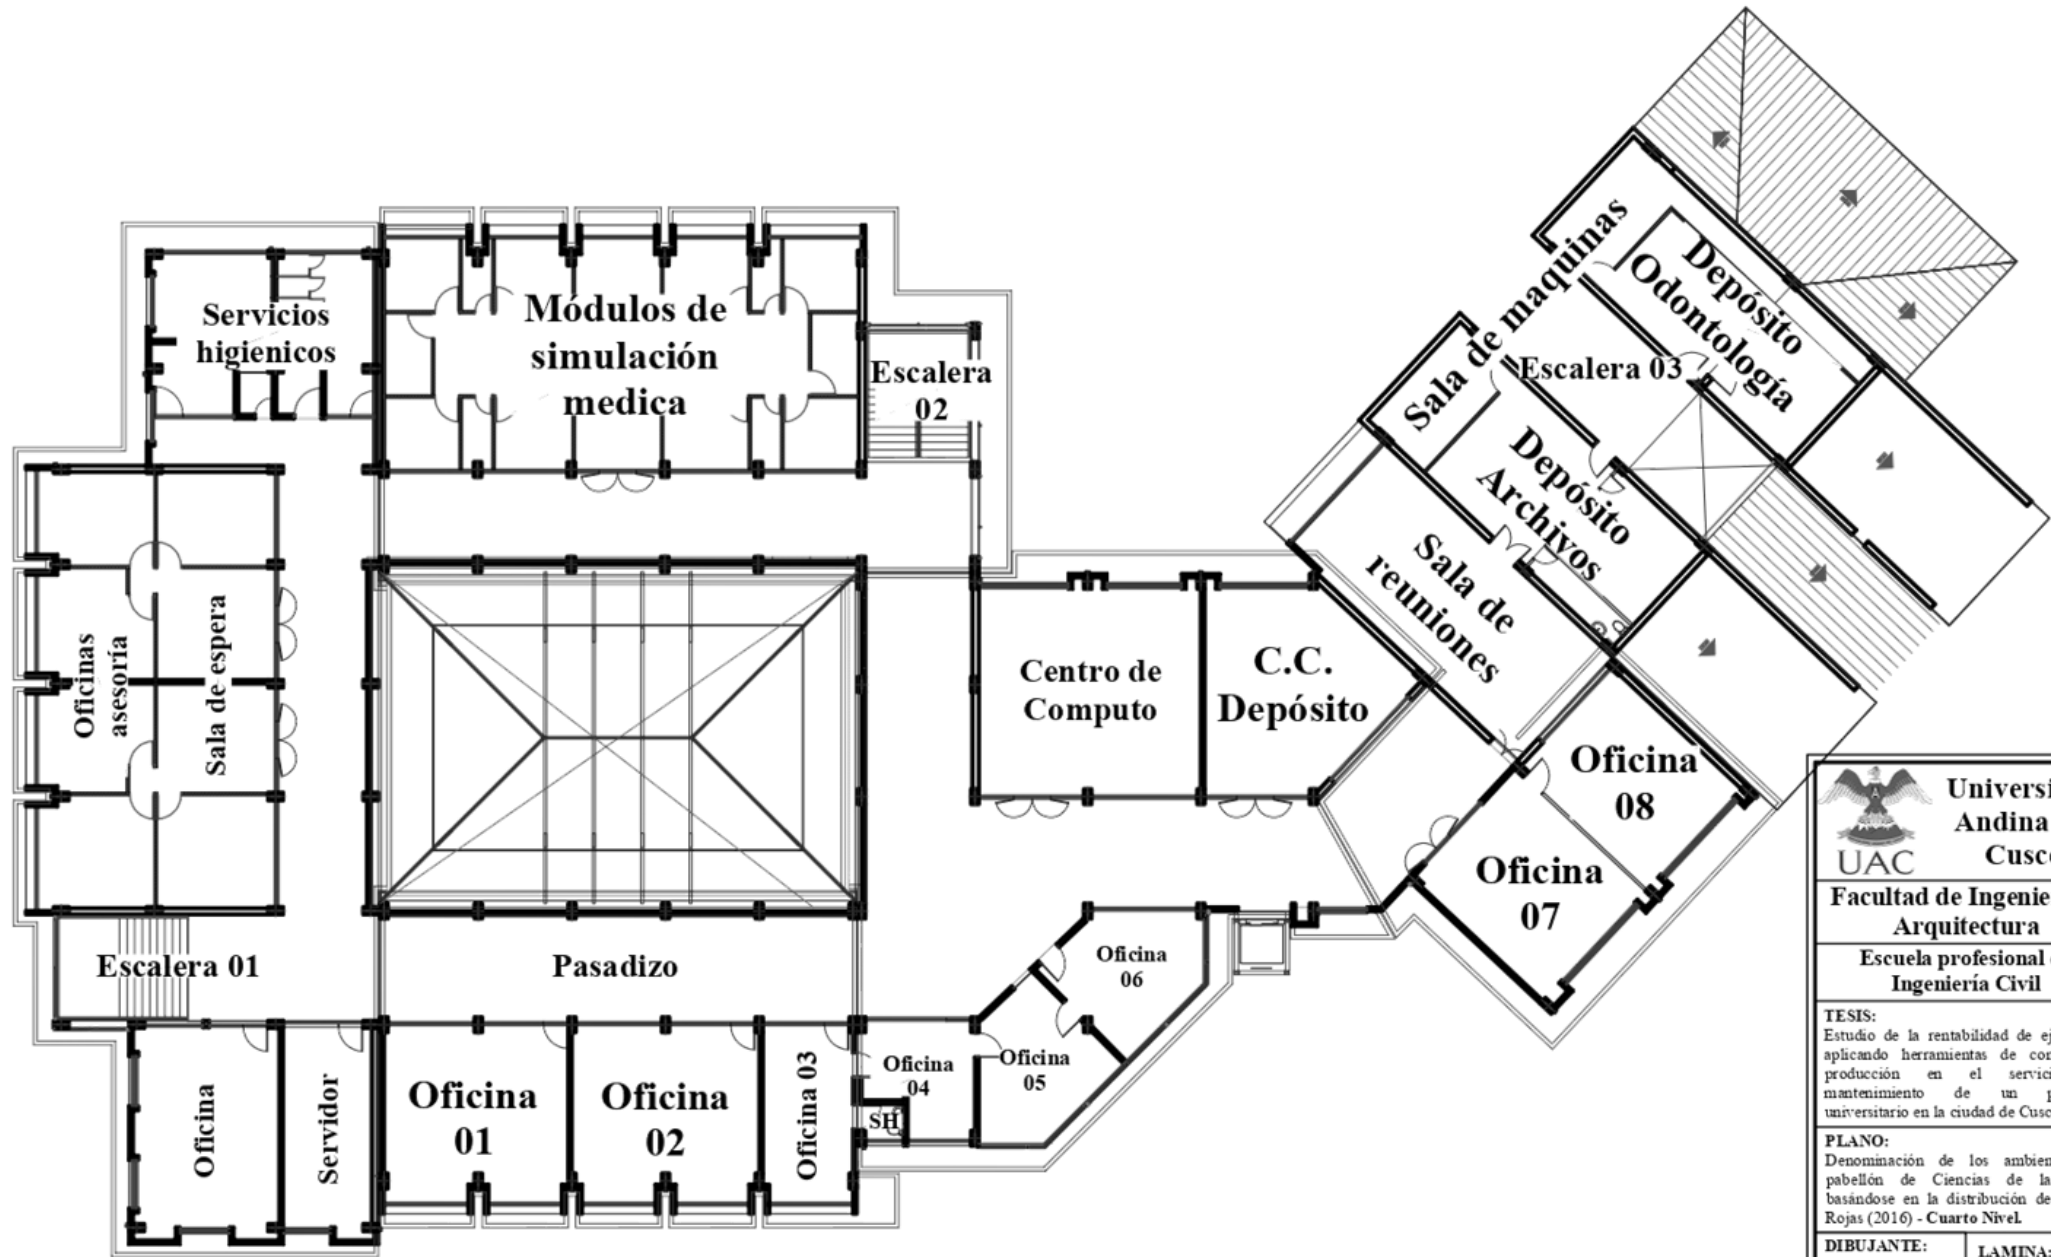 Servicios
higienicos
Módulos de
simulación
medica
Escalera
02
Sala de maquinas
Depósito
Odontología
Escalera 03
Depósito
Archivos
Sala de
reuniones
Oficinas
asesoría
Sala de espera
Centro de
Computo
C.C.
Depósito
Oficina
08
Oficina
07
Escalera 01
Pasadizo
Oficina
06
Oficina
05
Oficina
04
SH
Oficina
Servidor
Oficina
01
Oficina
02
Oficina 03
UAC
Andina
Facultad de
Arquitectura
Escuela profesional
Ingeniería Civil
TESIS:
Estudio de la rentabilidad de
aplicando herramientas de
producción en el
mantenimiento de un
universitario en la ciudad de
PLANO:
Denominación de los
pabellón de Ciencias de la
basándose en la distribución de
Rojas (2016) - Cuarto Nivel.
DIBUJANTE:
LAMINA: